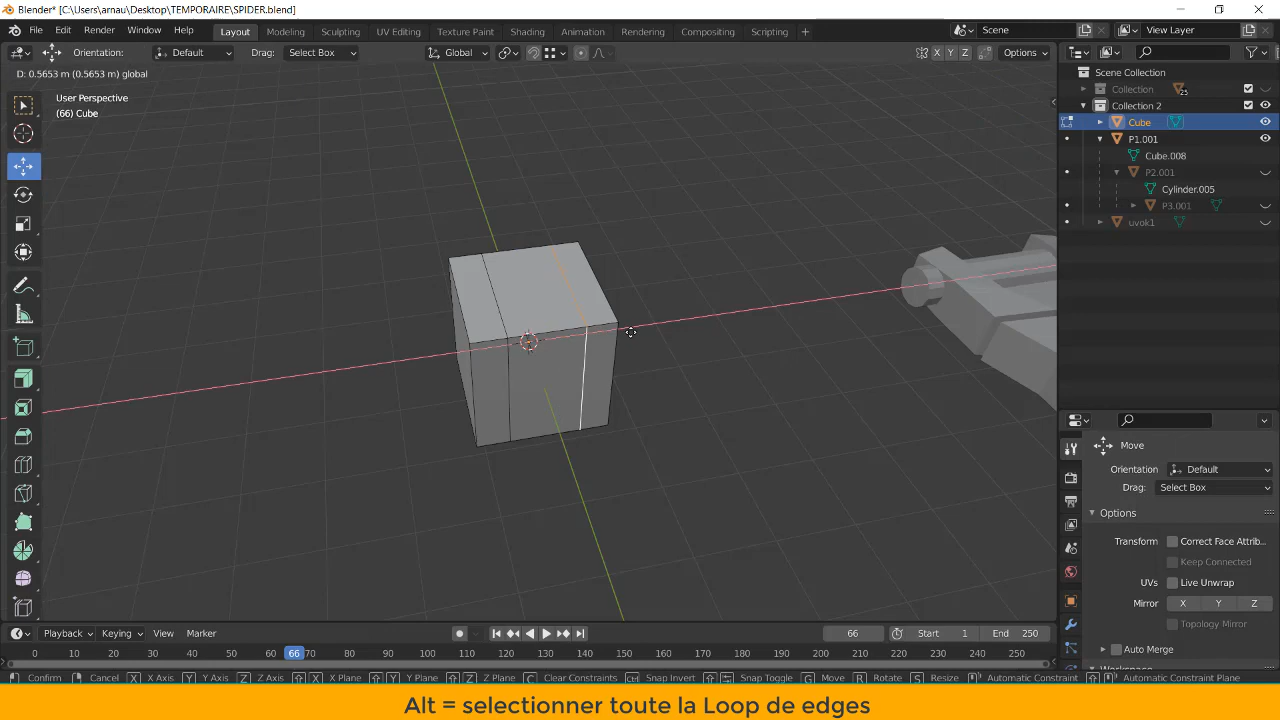 Blender* [C:\Users\arnau\Desktop\TEMPORAIRE\SPIDER.blend]
File Edit Render Window Help Layout Modeling Sculpting UV Editing Texture Paint Shading Animation Rendering Compositing Scripting + Scene View Layer
Orientation: Default Drag: Select Box Global X Y Z Options
D: 0.5653 m (0.5653 m) global
User Perspective
(66) Cube
Scene Collection
Collection 25
Collection 2
Cube
P1.001
Cube.008
P2.001
Cylinder.005
P3.001
uvok1
Move
Orientation Default
Drag: Select Box
Options
Transform Correct Face Attrib...
Keep Connected
UVs Live Unwrap
Mirror X Y Z
Topology Mirror
Auto Merge
Workspace
Playback Keying View Marker 66 Start 1 End 250
0 10 20 30 40 50 60 66 70 80 90 100 110 120 130 140 150 160 170 180 190 200 210 220 230 240 250
Confirm Cancel X X Axis Y Y Axis Z Z Axis X X Plane Y Y Plane Z Z Plane C Clear Constraints Ctrl Snap Invert Snap Toggle G Move R Rotate S Resize Automatic Constraint Automatic Constraint Plane
Alt = selectionner toute la Loop de edges